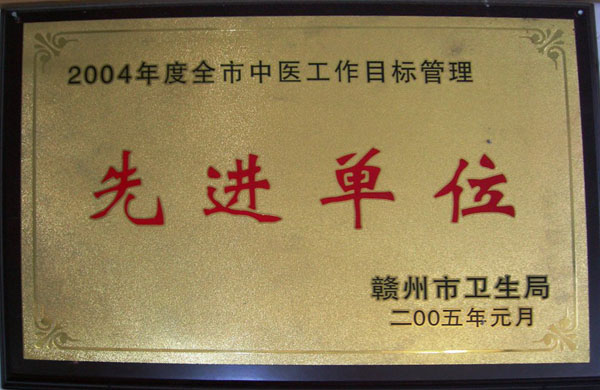 2004年度全市中医工作目标管理
先进单位
赣州市卫生局
二00五年元月